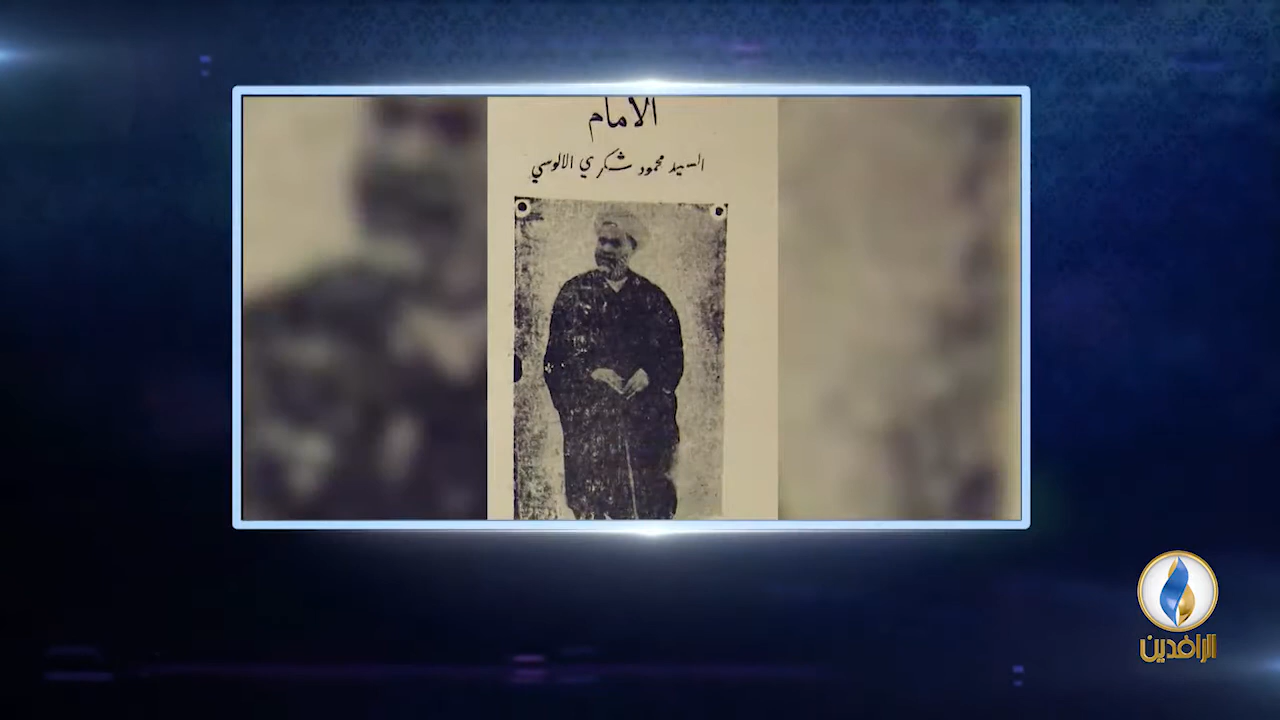 الامام
السيد محمود شكري الالوسي
الرافدين